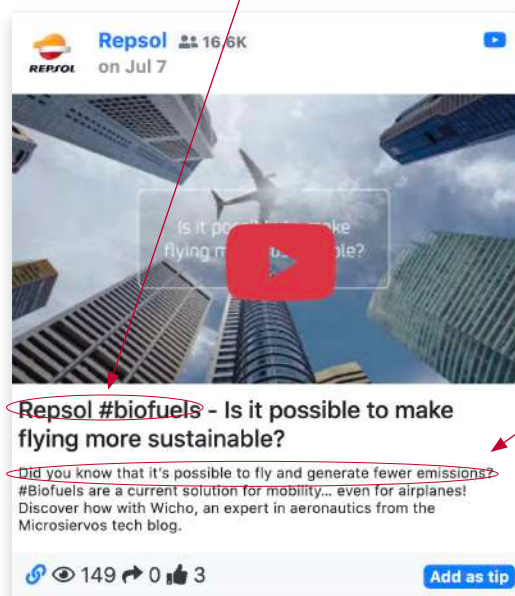 Repsol 16.6K
REPSOL on Jul 7
Is it possible to make
flying more sustainable?
Repsol #biofuels - Is it possible to make
flying more sustainable?
Did you know that it's possible to fly and generate fewer emissions?
#Biofuels are a current solution for mobility... even for airplanes!
Discover how with Wicho, an expert in aeronautics from the
Microsiervos tech blog.
149 0 3
Add as tip